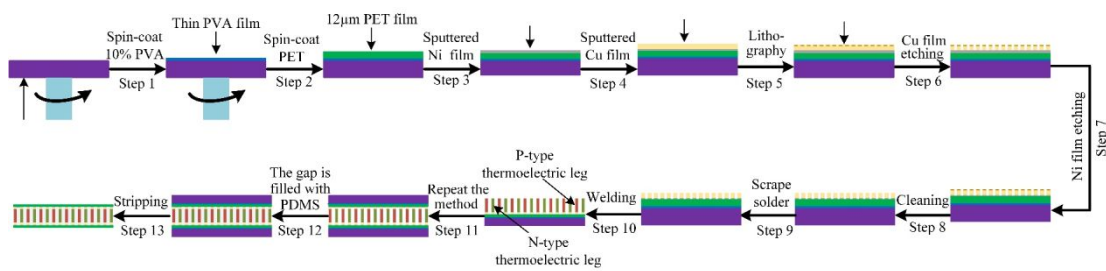 Spin-coat
10% PVA
Step 1
Thin PVA film
Spin-coat
PET
Step 2
12μm PET film
Sputtered
Ni film
Step 3
Sputtered
Cu film
Step 4
Litho-
graphy
Step 5
Cu film
etching
Step 6
Ni film etching
Step 7
Cleaning
Step 8
Scrape
solder
Step 9
Welding
Step 10
P-type
thermoelectric leg
N-type
thermoelectric leg
Repeat the
method
Step 11
The gap is
filled with
PDMS
Step 12
Stripping
Step 13